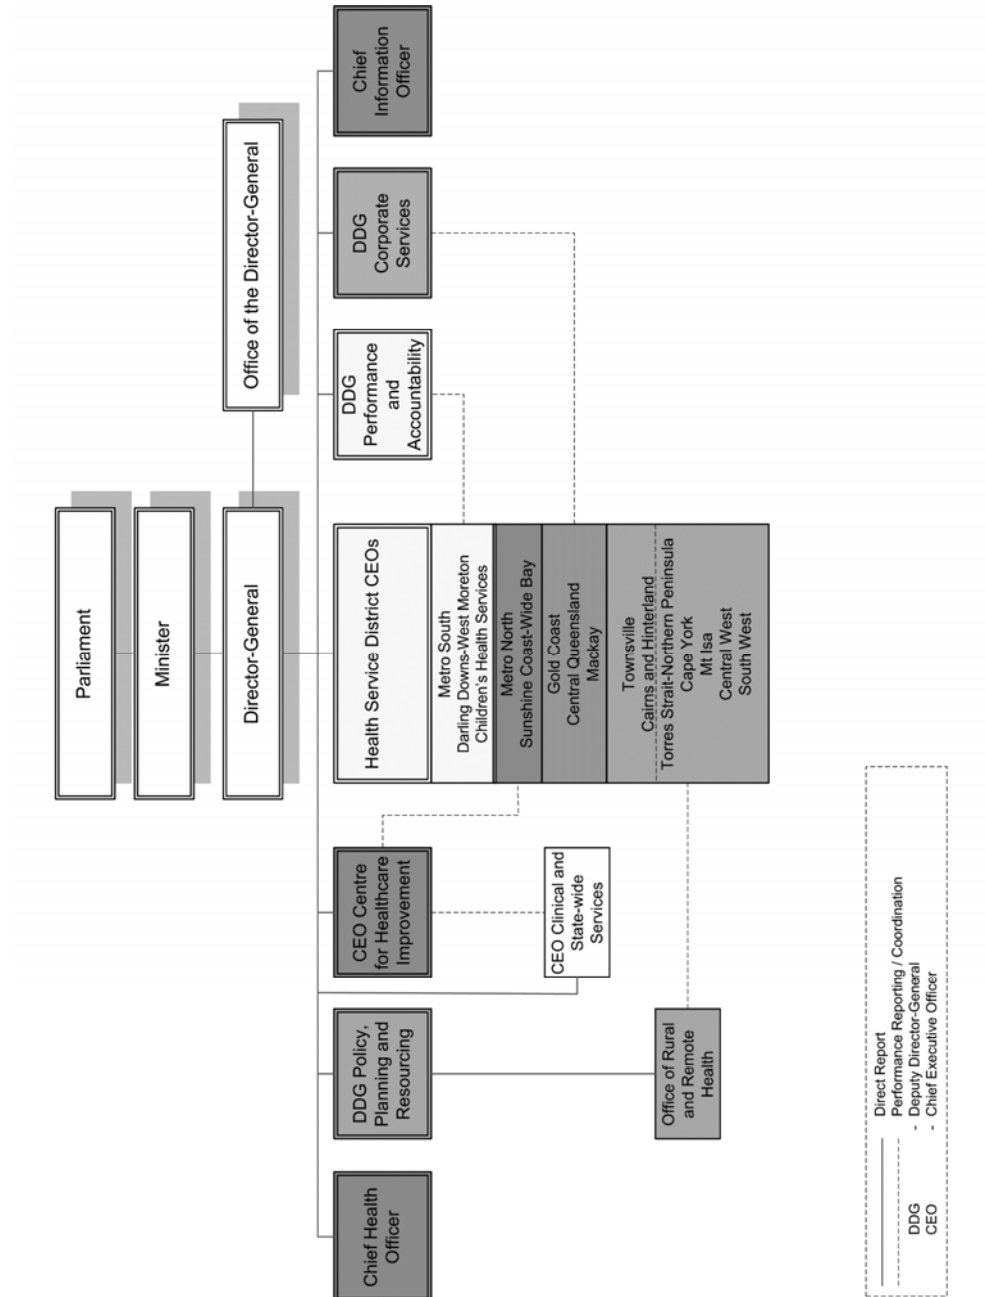 Parliament
Minister
Director-General
Office of the Director-General
Chief Health
Officer
DDG Policy,
Planning and
Resourcing
CEO Centre
for Healthcare
Improvement
Health Service District CEOs
DDG
Performance
and
Accountability
DDG
Corporate
Services
Chief
Information
Officer
Metro South
Darling Downs-West Moreton
Children's Health Services
Metro North
Sunshine Coast-Wide Bay
Gold Coast
Central Queensland
Mackay
Townsville
Cairns and Hinterland
Torres Strait-Northern Peninsula
Cape York
Mt Isa
Central West
South West
CEO Clinical and
State-wide
Services
Office of Rural
and Remote
Health
Direct Report
Performance Reporting / Coordination
DDG - Deputy Director-General
CEO - Chief Executive Officer